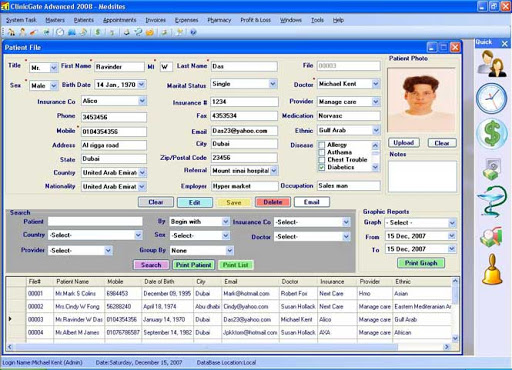 ClinicGate Advanced 2008 - Medsites
System Task Masters Patients Appointments Invoices Expenses Pharmacy Profit & Loss Windows Tools Help
Patient File
Quick
Title Mr. First Name Ravinder MI W Last Name Das File 00003 Patient Photo
Sex Male Birth Date 14 Jan, 1970 Marital Status Single Doctor Michael Kent
Insurance Co Alico Insurance # 1234 Provider Manage care
Phone 3453456 Fax 4353534 Medication Norvasc
Mobile 0104354356 Email Das23@yahoo.com Ethnic Gulf Arab
Address Al rigga road City Dubai Disease Allergy Upload Clear
Asthama
State Dubai Zip/Postal Code 23456 Chest Trouble Notes
Country United Arab Emirat Referral Mount sinai hospital Diabetics
Nationality United Arab Emirat Employer Hyper market Occupation Sales man
Clear Edit Save Delete Email
Search Graphic Reports
Patient By Begin with Insurance Co -Select- Graph - Select -
Country -Select- Sex -Select- Doctor -Select- From 15 Dec, 2007
Provider -Select- Group By None To 15 Dec, 2007
Search Print Patient Print List Print Graph
File# Patient Name Mobile Date of Birth City Email Doctor Insurance Provider Ethnic
00001 Mr.Mark S Colins 6984453 December 09, 1995 Dubai Mark@hotmail.com Robert Fox Next Care Hmo Asian
00002 Mrs.Cindy W Fong 56288240 April 18, 1974 Abu dhabi Cindy@yahoo.com Susan Hollack Next Care Manage care Eastern Mediteranian Ar
00003 Mr.Ravinder W Das 0104354356 January 14, 1970 Dubai Das23@yahoo.com Michael Kent Alico Manage care Gulf Arab
00004 Mr.Albert M James 01076786587 September 14, 1982 Dubai Jpkkton@hotmail.com Susan Hollack AXA Manage care African
Login Name:Michael Kent (Admin) Date:Saturday, December 15, 2007 DataBase Location:Local